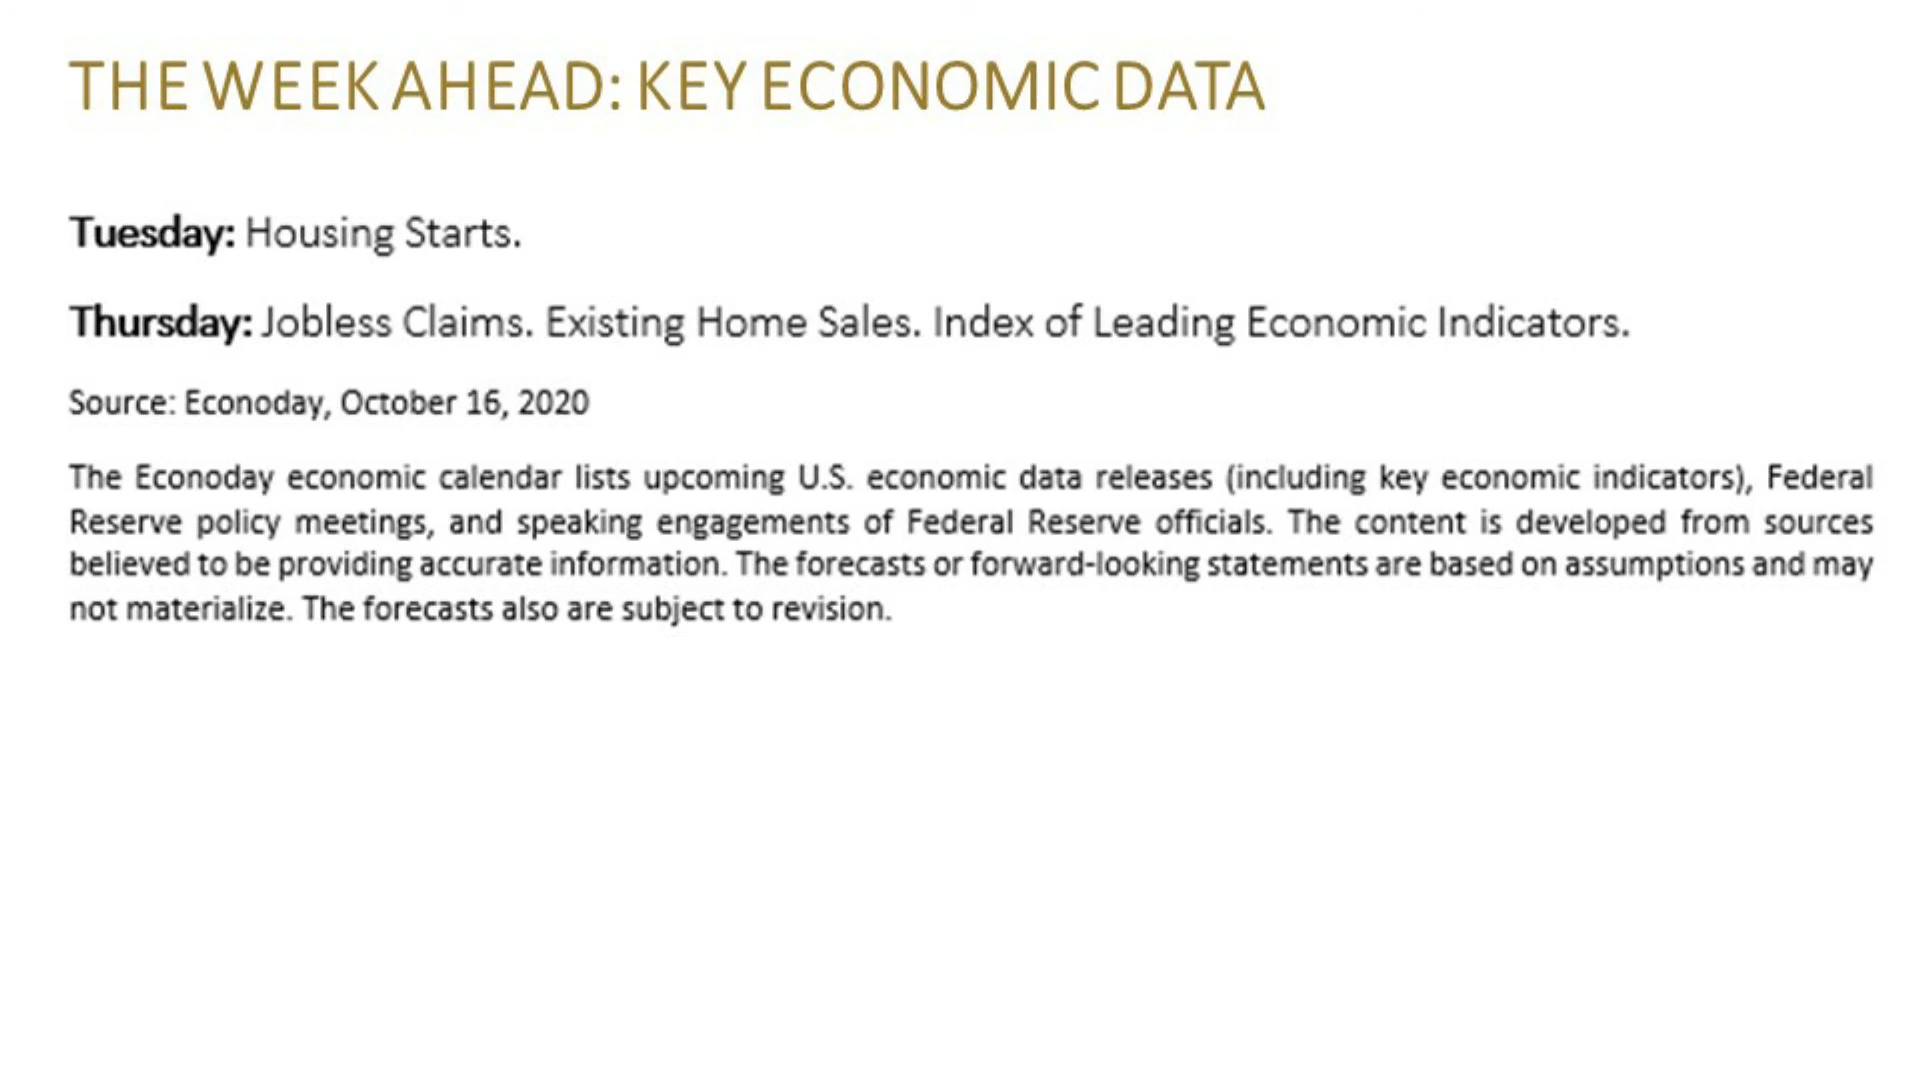 THE WEEK AHEAD: KEY ECONOMIC DATA
Tuesday: Housing Starts.
Thursday: Jobless Claims. Existing Home Sales. Index of Leading Economic Indicators.
Source: Econoday, October 16, 2020
The Econoday economic calendar lists upcoming U.S. economic data releases (including key economic indicators), Federal
Reserve policy meetings, and speaking engagements of Federal Reserve officials. The content is developed from sources
believed to be providing accurate information. The forecasts or forward-looking statements are based on assumptions and may
not materialize. The forecasts also are subject to revision.